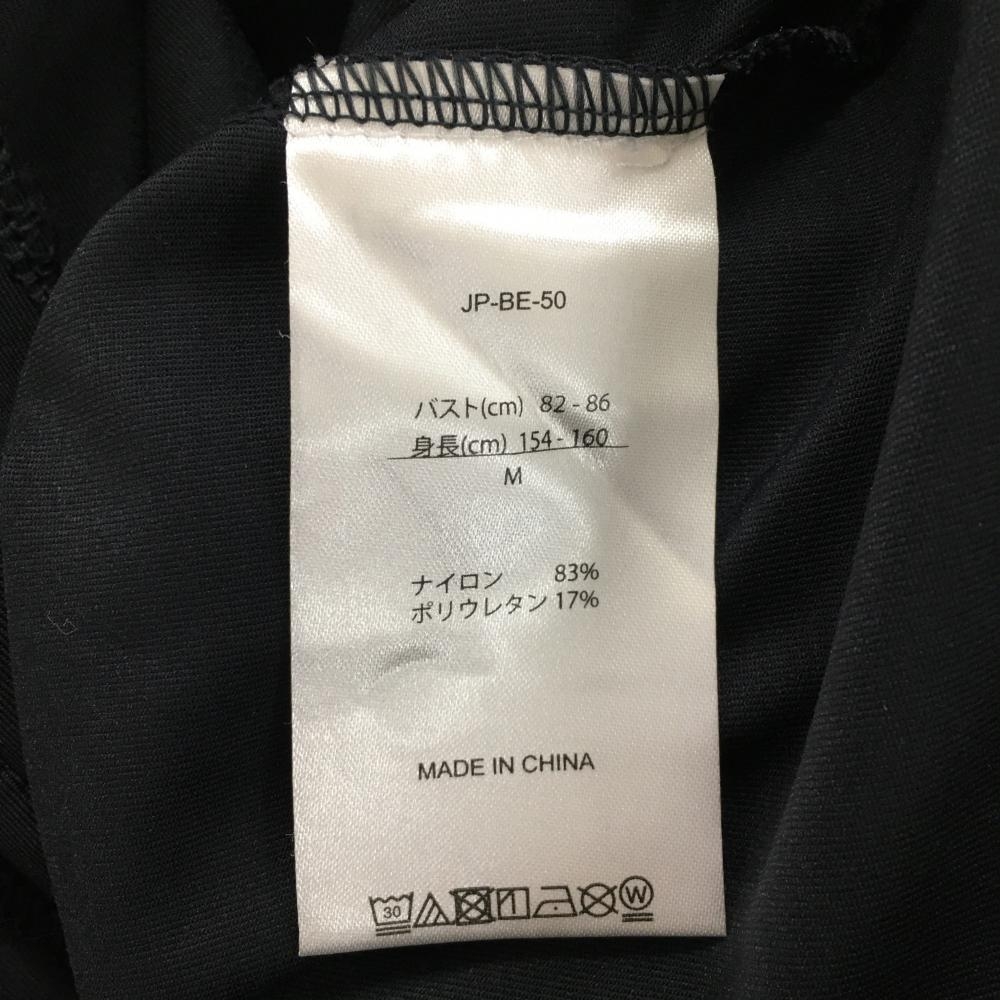 JP-BE-50
バスト(cm) 82 - 86
身長(cm) 154 - 160
M
ナイロン 83%
ポリウレタン 17%
MADE IN CHINA
30 W